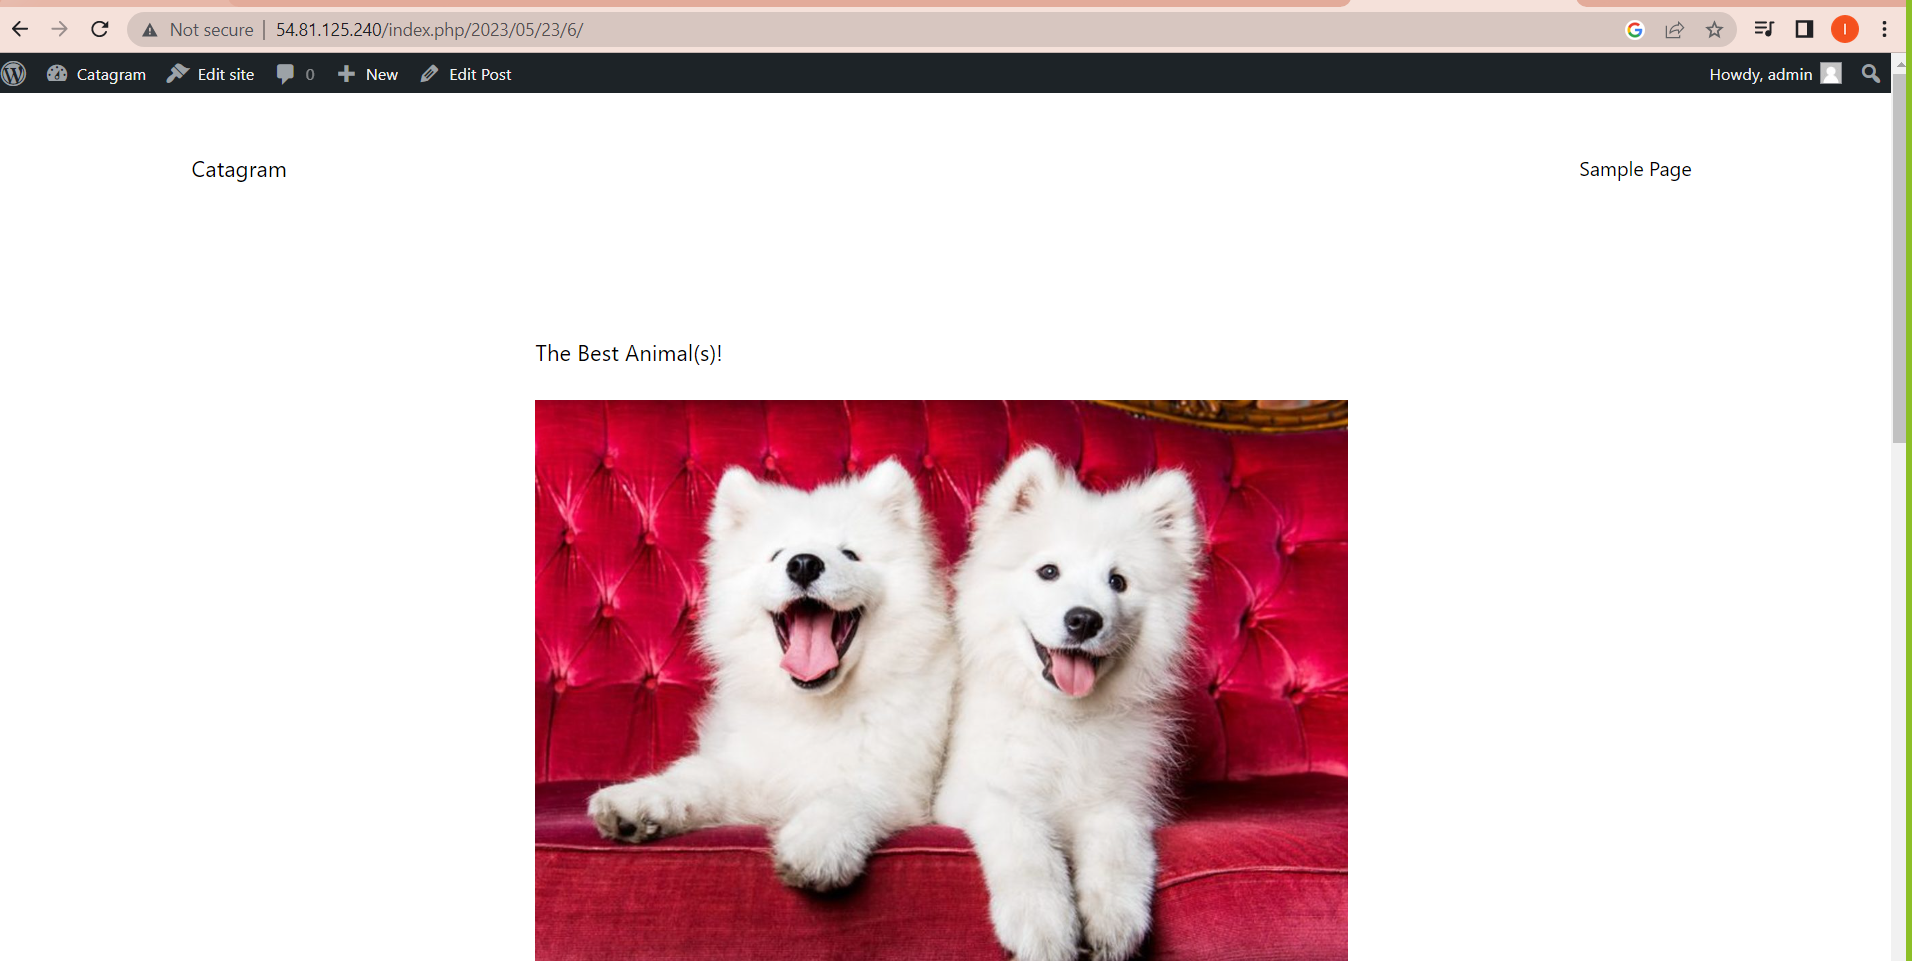 Not secure | 54.81.125.240/index.php/2023/05/23/6/
I
Catagram
Edit site
0
New
Edit Post
Howdy, admin
Catagram
Sample Page
The Best Animal(s)!